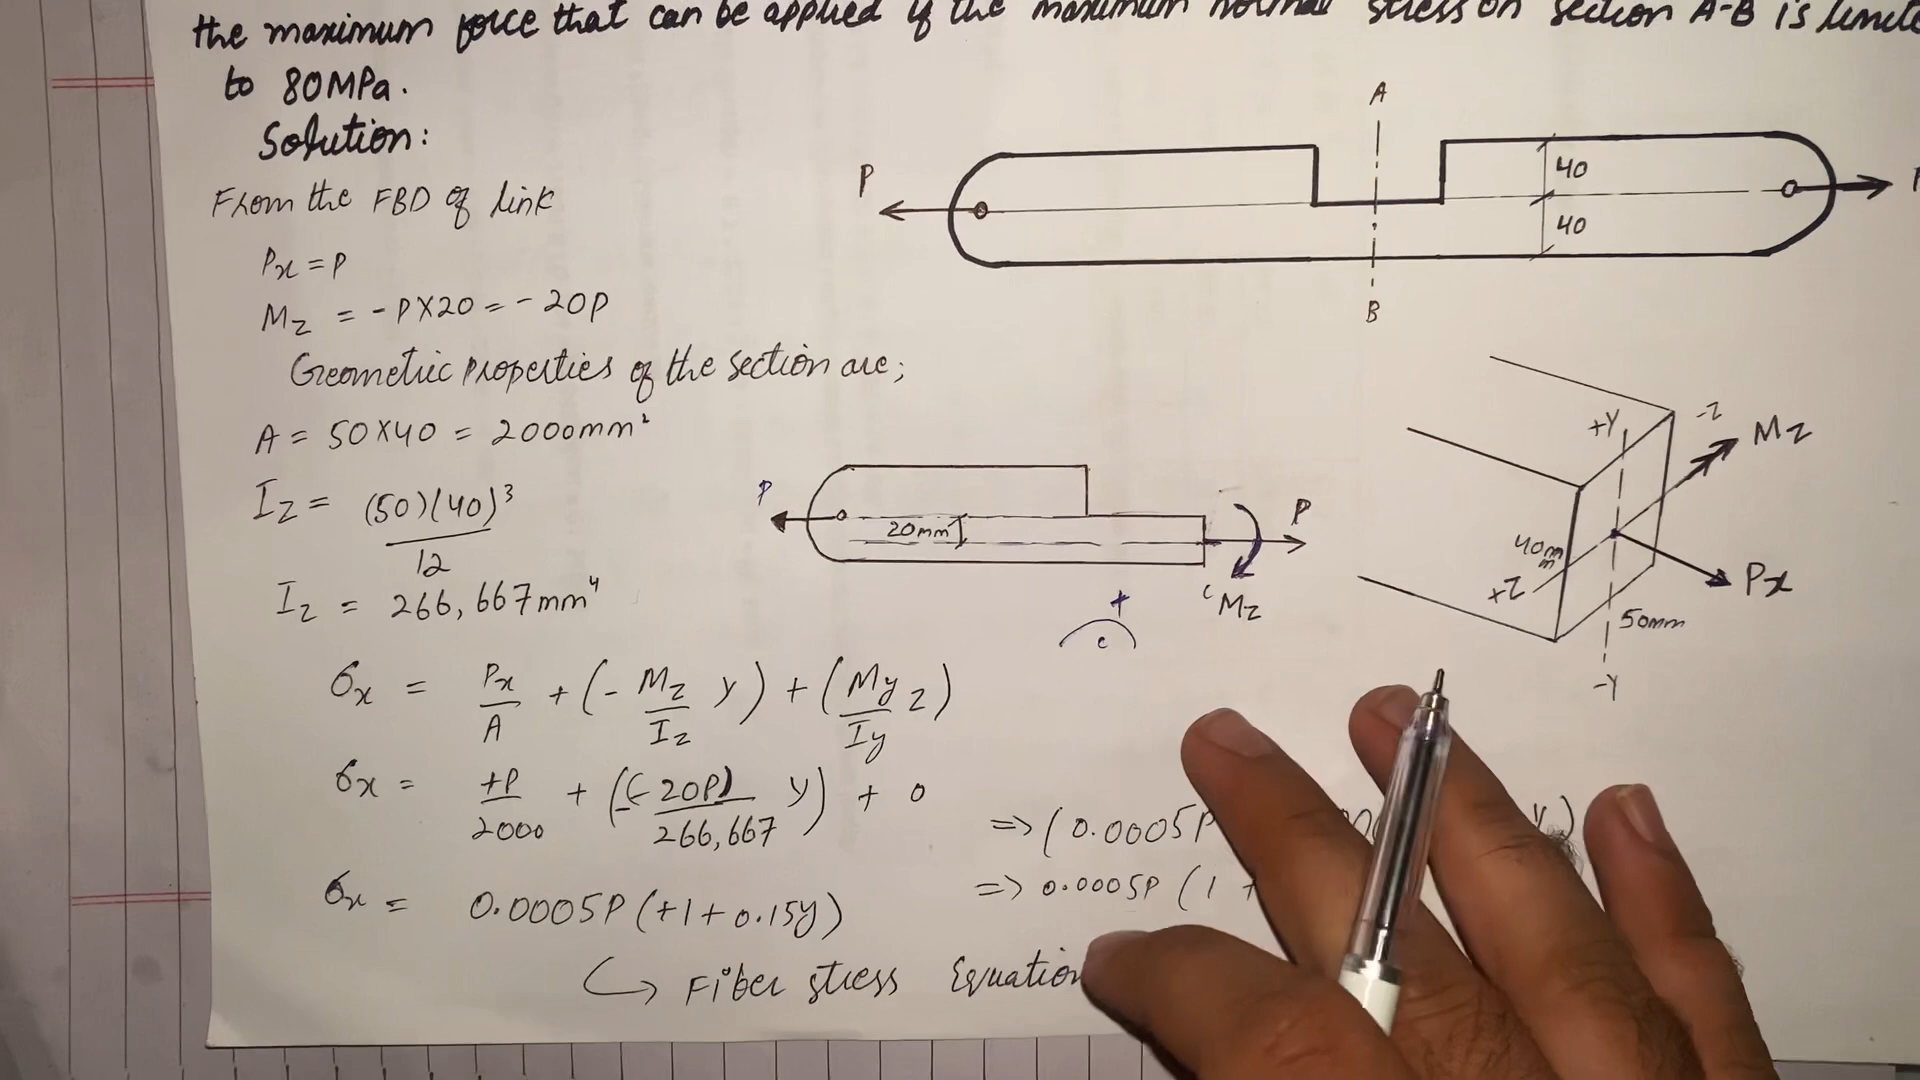 the maximum force that can be applied if the maximum normal stress on section A-B is limite
to 80MPa.
Solution:
From the FBD of link
Px = P
Mz = -P×20 = -20P
Geometric properties of the section are;
A = 50×40 = 2000mm²
Iz = (50)(40)³
12
Iz = 266,667mm⁴
σx = Px/A + (- Mz/Iz y) + (My/Iy z)
σx = +P/2000 + (-(-20P)/266,667 y) + 0
σx = 0.0005P (+1+0.15y)
↳ Fiber stress Equation
=> (0.0005P
y)
=> 0.0005P (1 +
A
P
40
40
B
P
20mm
P
Mz
+
c
+Y
-Z
Mz
40mm
+Z
Px
50mm
-Y